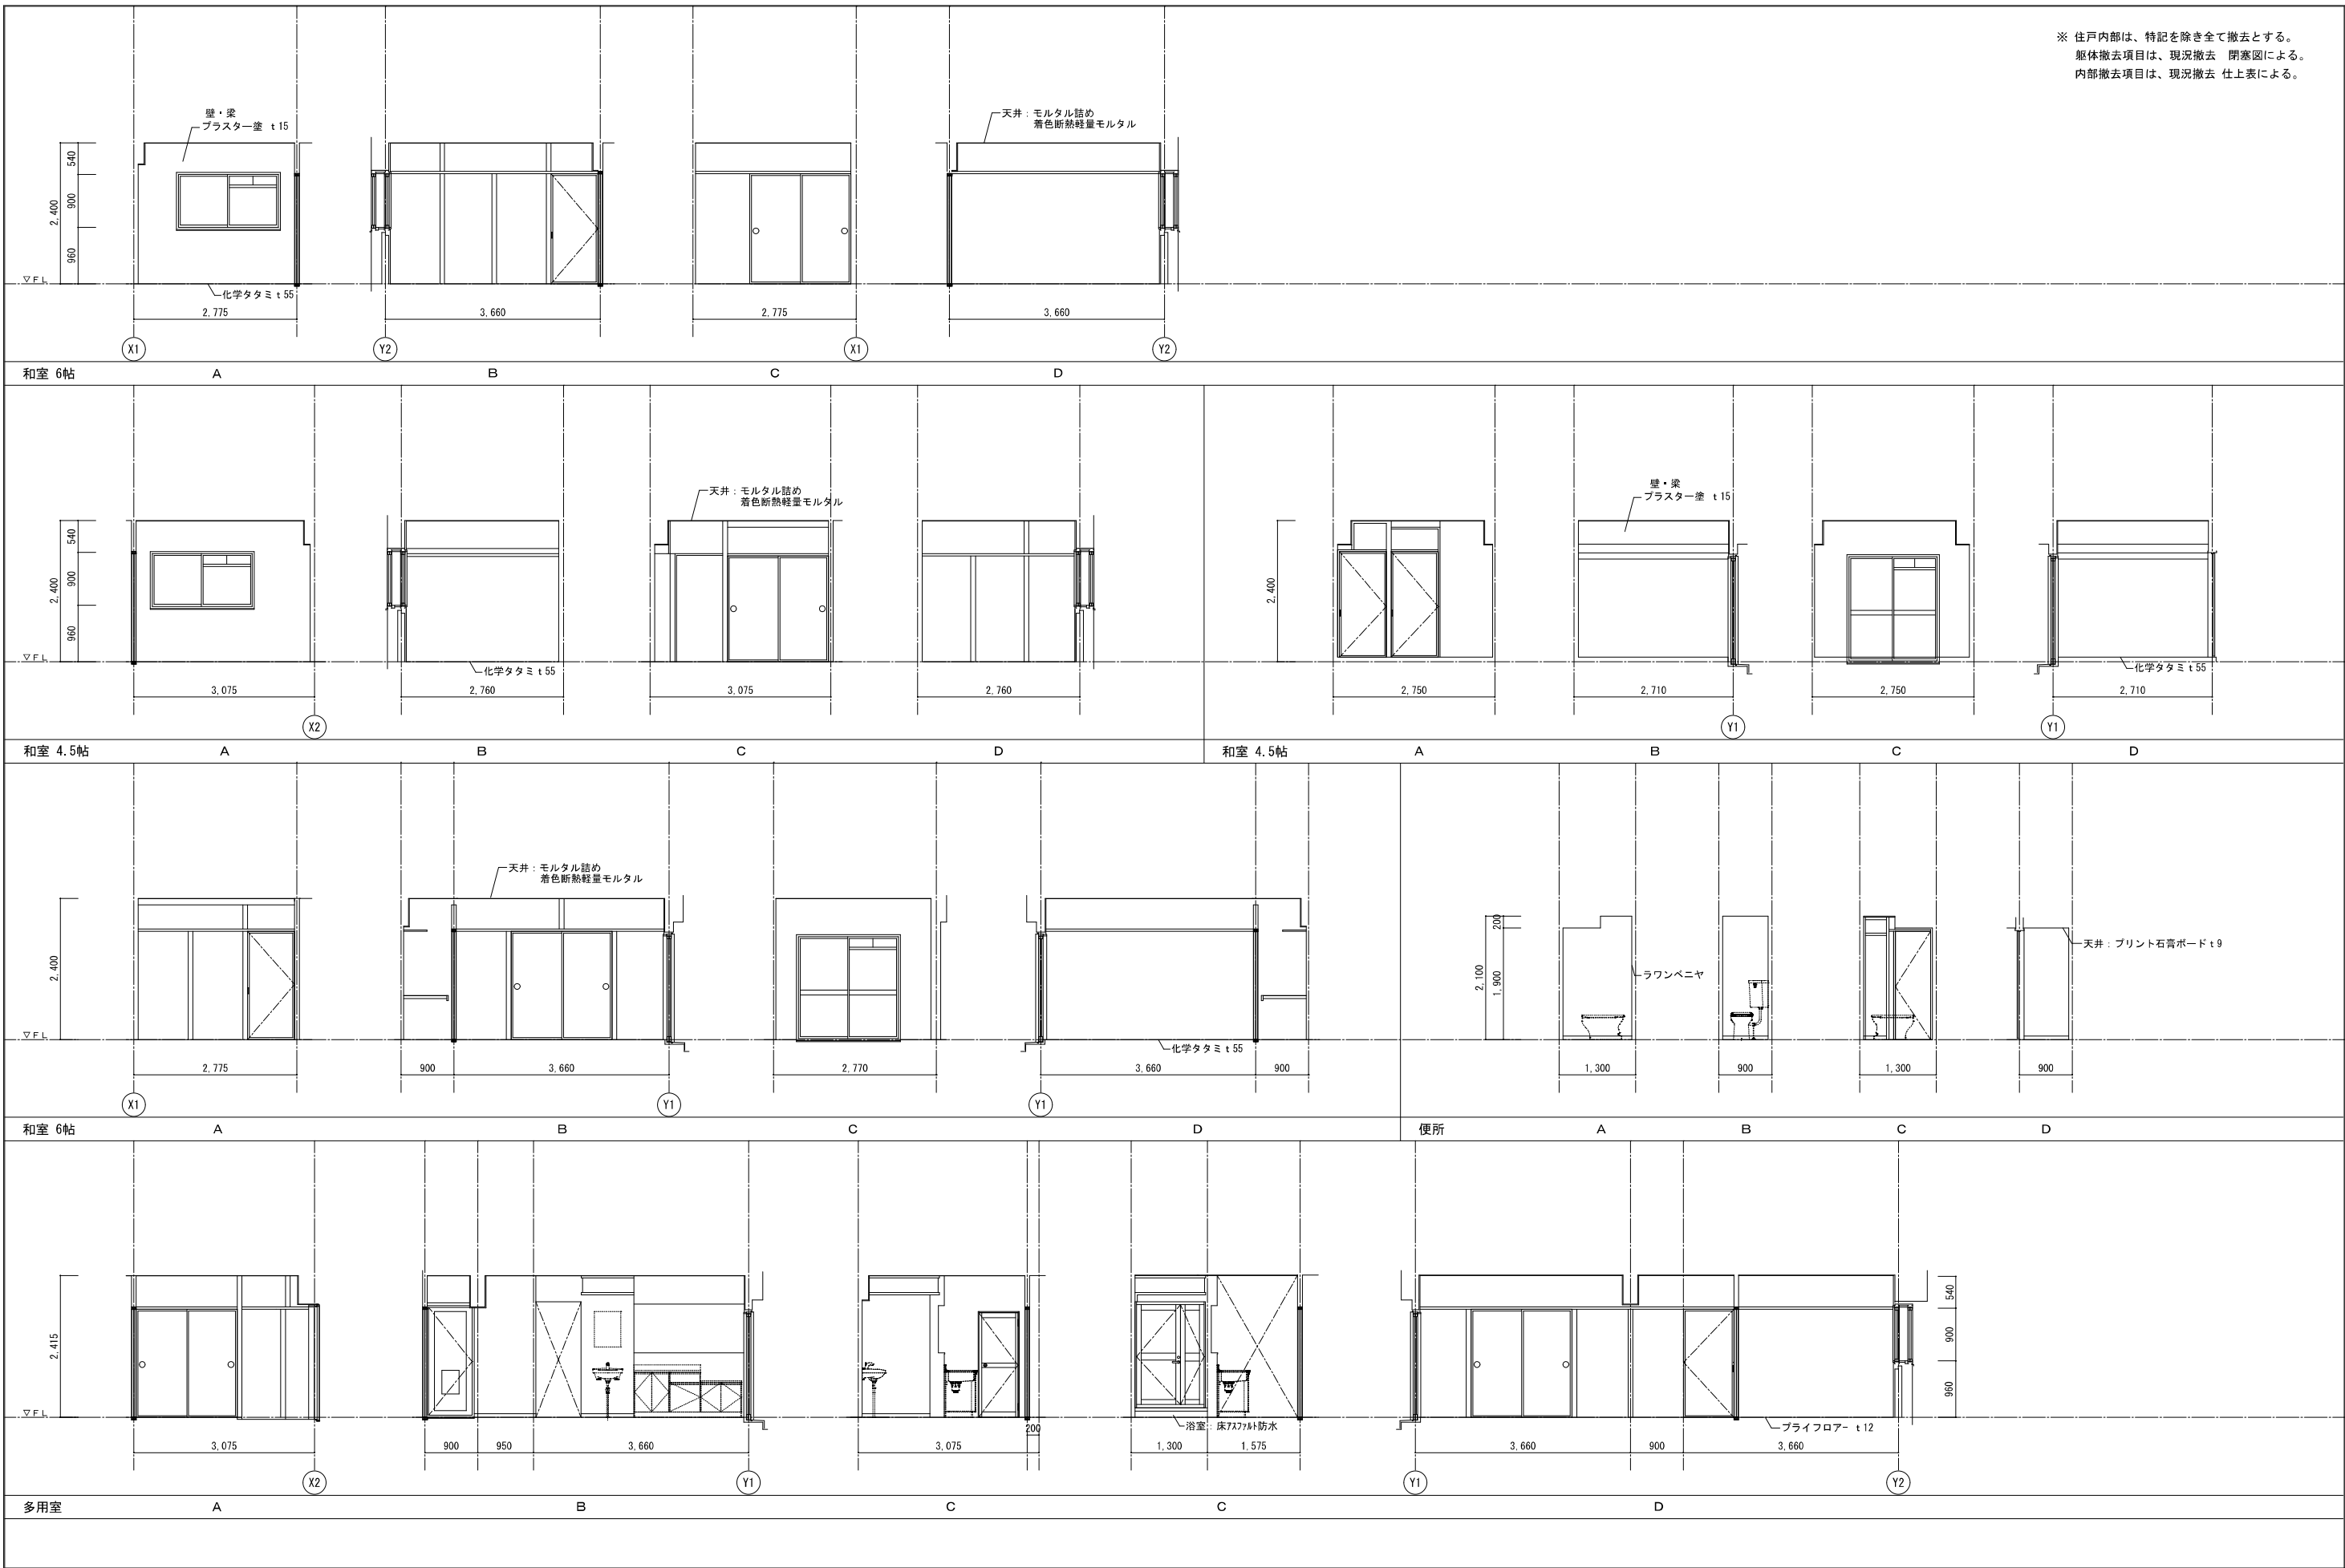 ※ 住戸内部は、特記を除き全て撤去とする。
躯体撤去項目は、現況撤去　閉塞図による。
内部撤去項目は、現況撤去 仕上表による。
壁・梁
プラスター塗 t15
天井：モルタル詰め
着色断熱軽量モルタル
540
900
2,400
960
▽FL
化学タタミ t55
2,775
3,660
2,775
3,660
X1
Y2
X1
Y2
和室 6帖
A
B
C
D
天井：モルタル詰め
着色断熱軽量モルタル
壁・梁
プラスター塗 t15
540
900
2,400
960
2,400
▽FL
化学タタミ t55
化学タタミ t55
3,075
2,760
3,075
2,760
2,750
2,710
2,750
2,710
X2
Y1
Y1
和室 4.5帖
A
B
C
D
和室 4.5帖
A
B
C
D
天井：モルタル詰め
着色断熱軽量モルタル
2,400
200
2,100
1,900
天井：プリント石膏ボード t9
ラワンベニヤ
▽FL
化学タタミ t55
2,775
900
3,660
2,770
3,660
900
1,300
900
1,300
900
X1
Y1
Y1
和室 6帖
A
B
C
D
便所
A
B
C
D
2,415
540
900
960
▽FL
浴室：床アスファルト防水
プライフロアー t12
3,075
900
950
3,660
3,075
200
1,300
1,575
3,660
900
3,660
X2
Y1
Y1
Y2
多用室
A
B
C
C
D